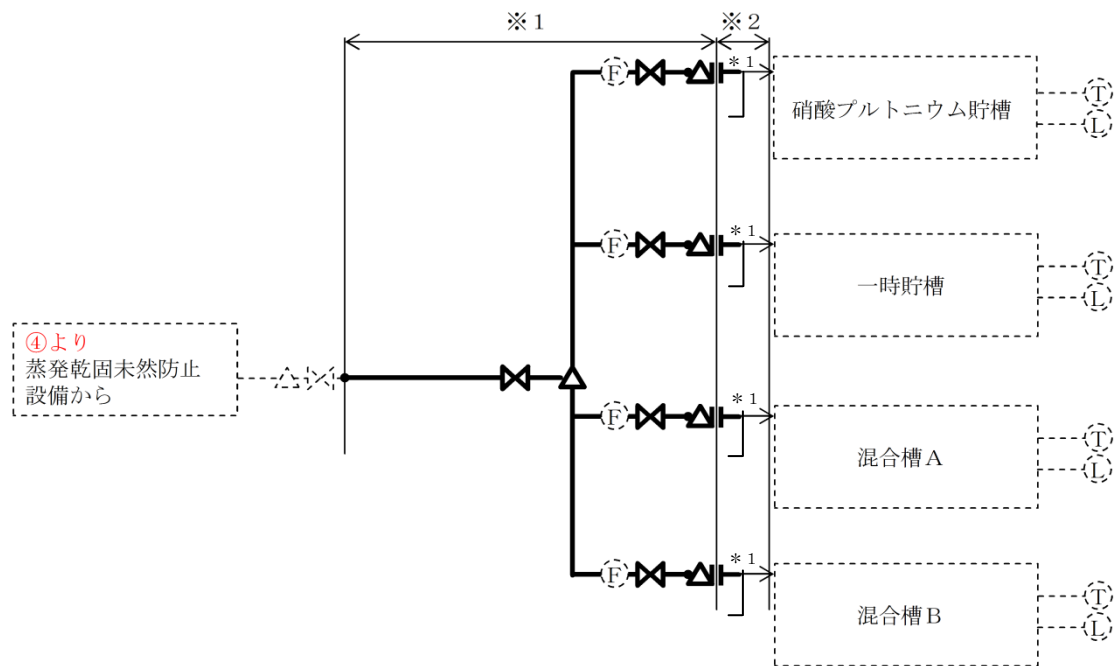 ※1
※2
F
*1
硝酸プルトニウム貯槽
T
L
F
*1
一時貯槽
T
L
④より
蒸発乾固未然防止
設備から
F
*1
混合槽A
T
L
F
*1
混合槽B
T
L